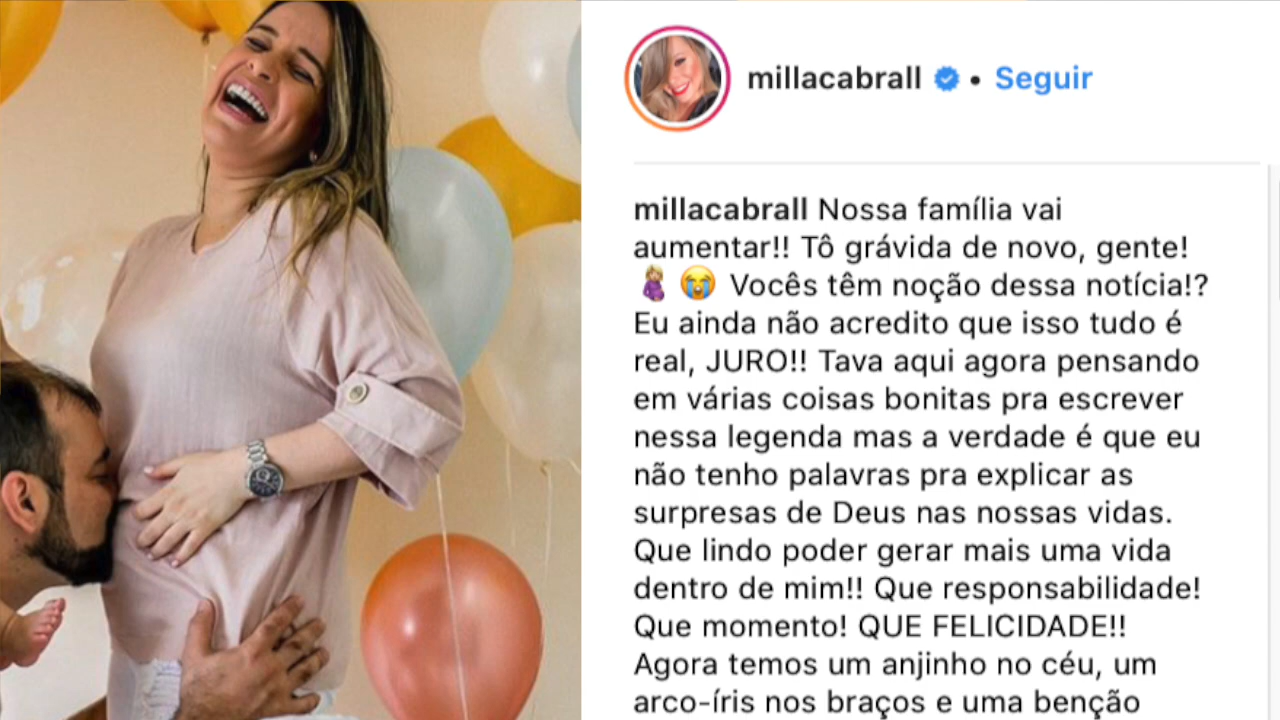 millacabrall • Seguir
millacabrall Nossa família vai
aumentar!! Tô grávida de novo, gente!
🤰🏼 😭 Vocês têm noção dessa notícia!?
Eu ainda não acredito que isso tudo é
real, JURO!! Tava aqui agora pensando
em várias coisas bonitas pra escrever
nessa legenda mas a verdade é que eu
não tenho palavras pra explicar as
surpresas de Deus nas nossas vidas.
Que lindo poder gerar mais uma vida
dentro de mim!! Que responsabilidade!
Que momento! QUE FELICIDADE!!
Agora temos um anjinho no céu, um
arco-íris nos braços e uma benção